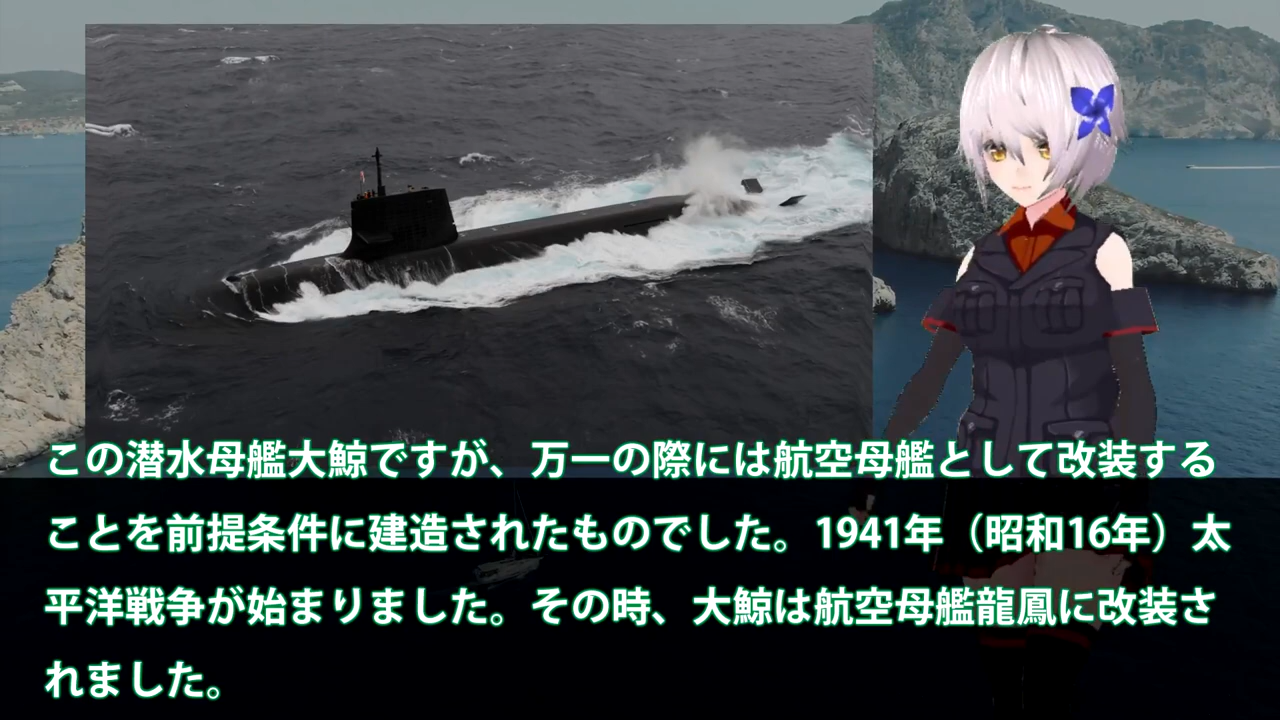 この潜水母艦大鯨ですが、万一の際には航空母艦として改装する
ことを前提条件に建造されたものでした。1941年（昭和16年）太
平洋戦争が始まりました。その時、大鯨は航空母艦龍鳳に改装さ
れました。